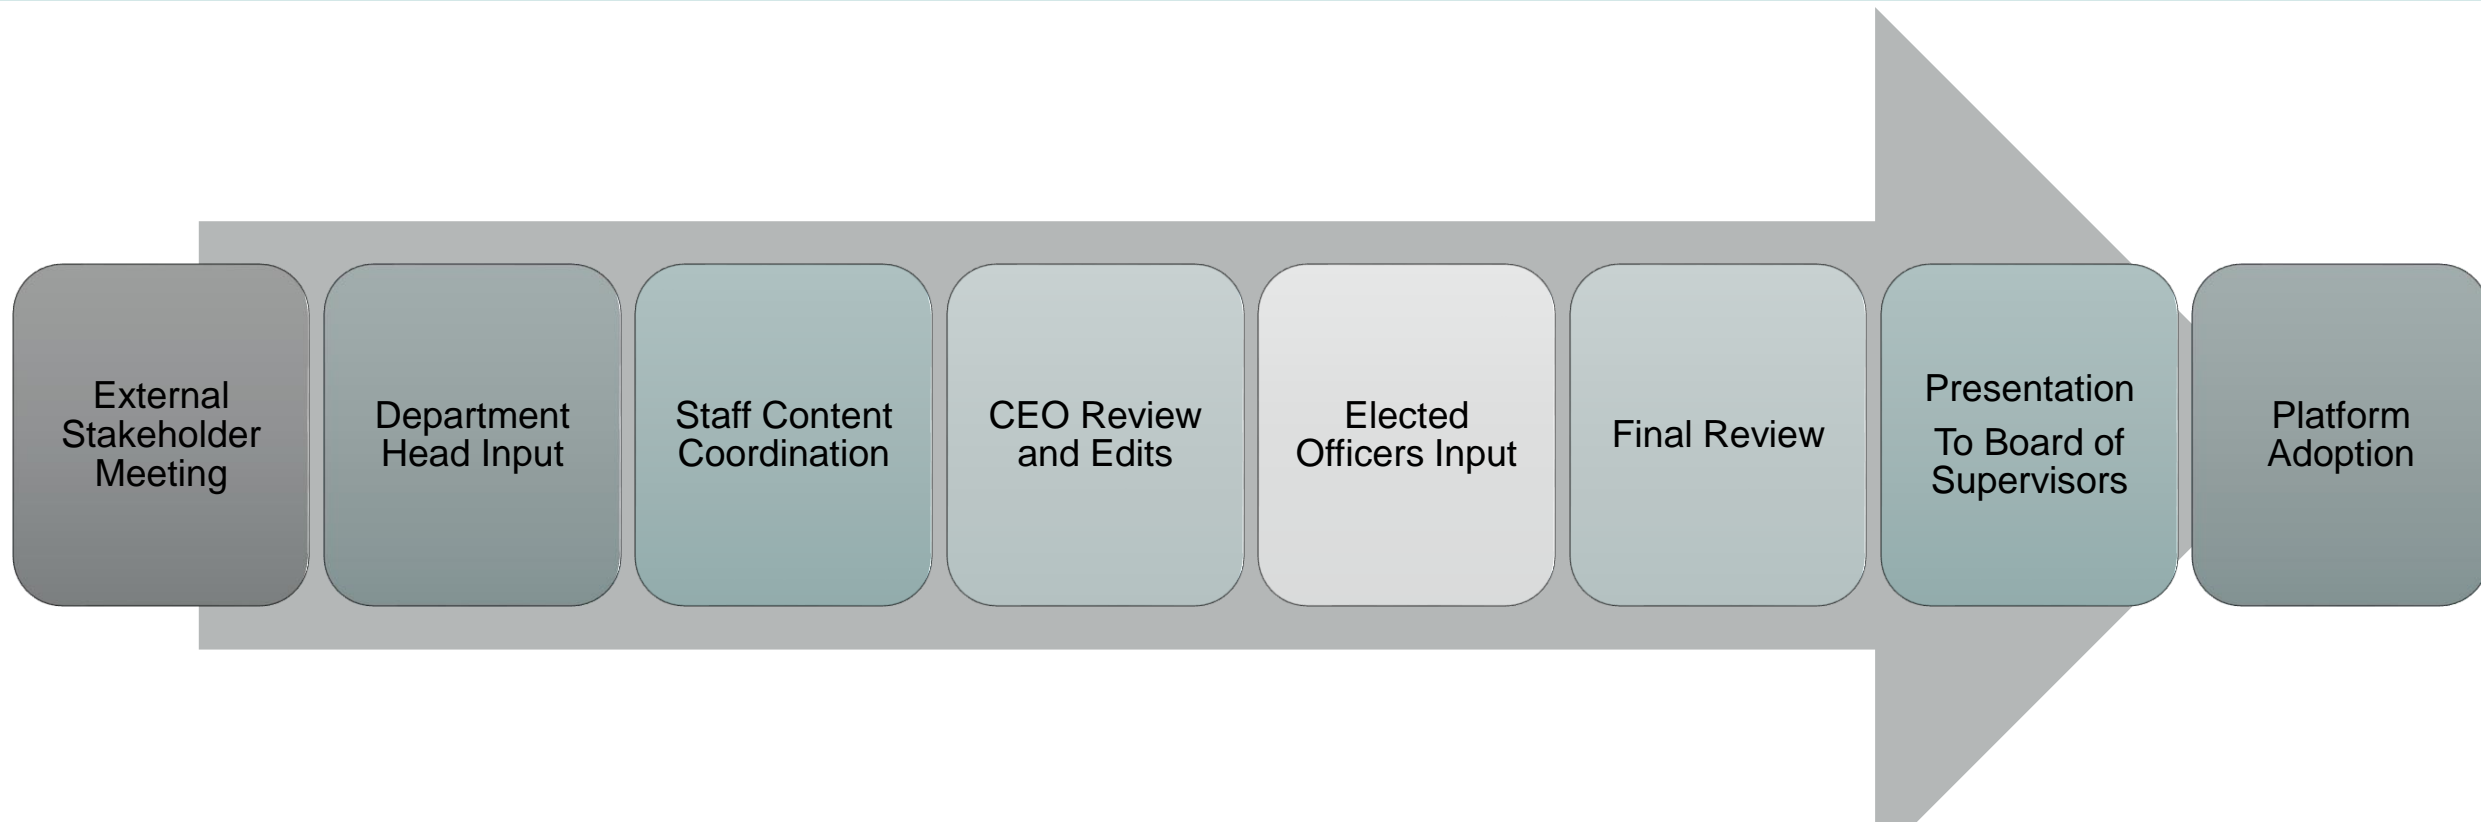 External
Stakeholder
Meeting
Department
Head Input
Staff Content
Coordination
CEO Review
and Edits
Elected
Officers Input
Final Review
Presentation
To Board of
Supervisors
Platform
Adoption